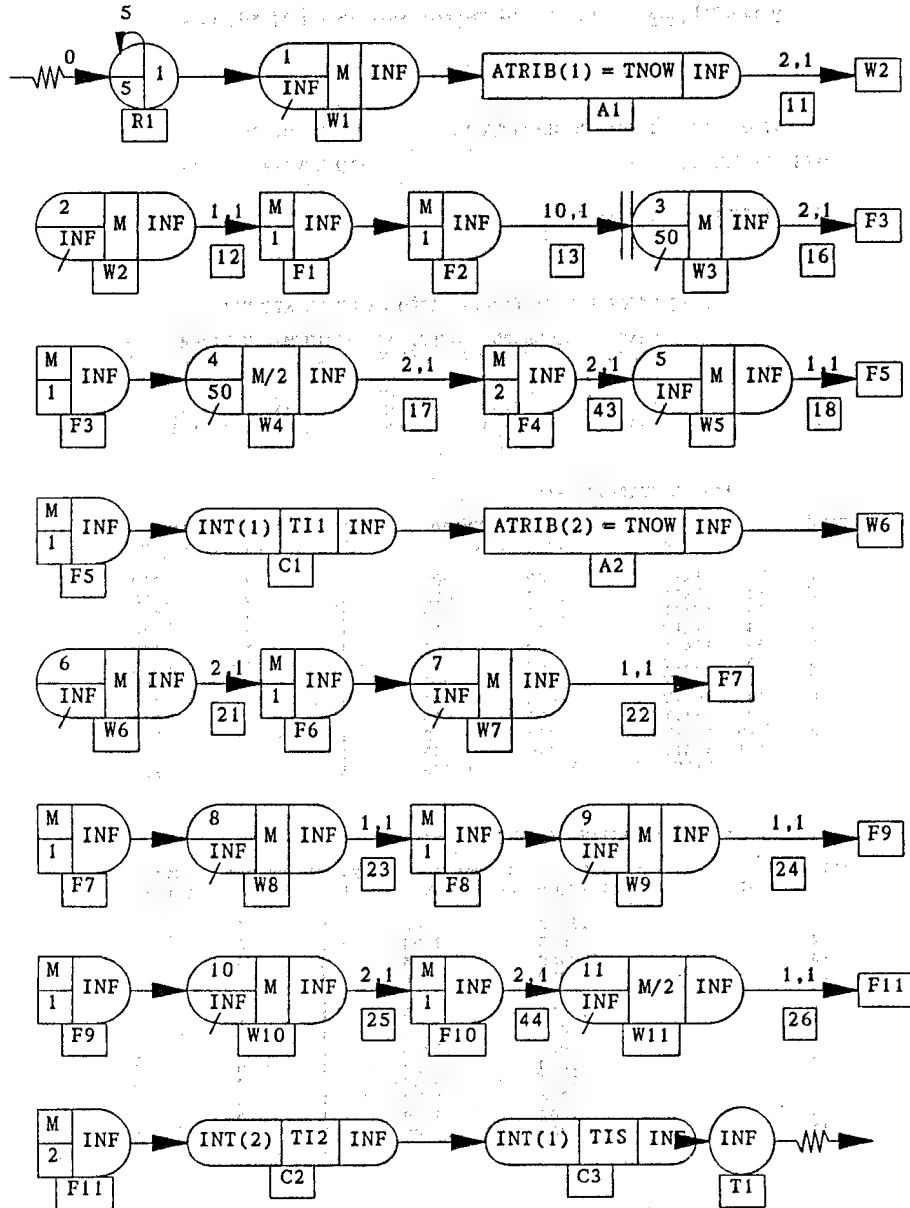 5
0
5 1
R1
1 INF M INF
W1
ATRIB(1) = TNOW INF
A1
2,1
11
W2
2 INF M INF
W2
1,1
12
M 1 INF
F1
M 1 INF
F2
10,1
13
3 50 M INF
W3
2,1
16
F3
M 1 INF
F3
4 50 M/2 INF
W4
2,1
17
M 2 INF
F4
2,1
43
5 INF M INF
W5
1,1
18
F5
M 1 INF
F5
INT(1) TI1 INF
C1
ATRIB(2) = TNOW INF
A2
W6
6 INF M INF
W6
2,1
21
M 1 INF
F6
7 INF M INF
W7
1,1
22
F7
M 1 INF
F7
8 INF M INF
W8
1,1
23
M 1 INF
F8
9 INF M INF
W9
1,1
24
F9
M 1 INF
F9
10 INF M INF
W10
2,1
25
M 1 INF
F10
2,1
44
11 INF M/2 INF
W11
1,1
26
F11
M 2 INF
F11
INT(2) TI2 INF
C2
INT(1) TIS INF
C3
INF
T1